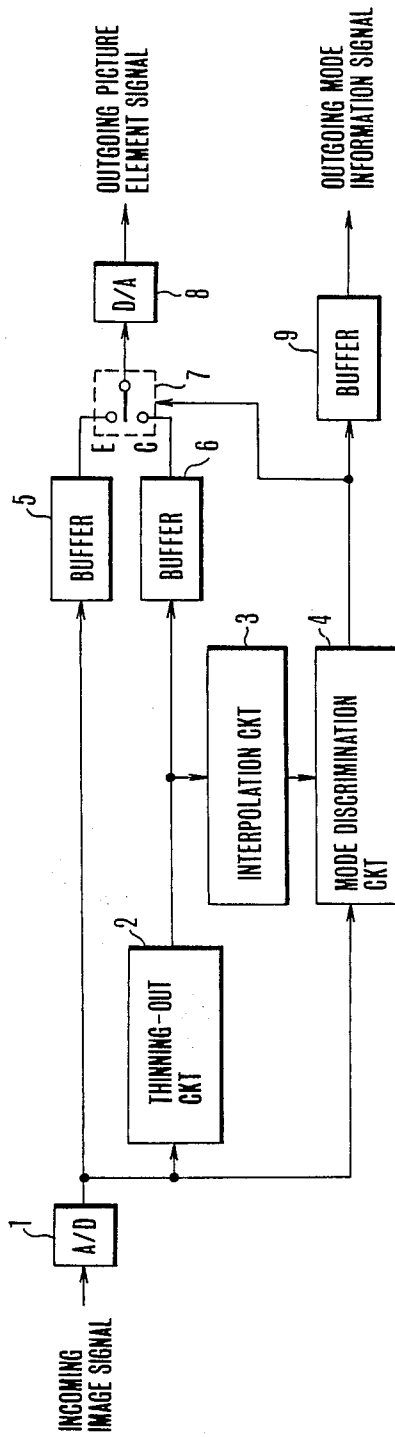 INCOMING
IMAGE SIGNAL
1
A/D
2
THINNING-OUT
CKT
3
INTERPOLATION CKT
4
MODE DISCRIMINATION
CKT
5
BUFFER
6
BUFFER
E
C
7
D/A
8
OUTGOING PICTURE
ELEMENT SIGNAL
9
BUFFER
OUTGOING MODE
INFORMATION SIGNAL